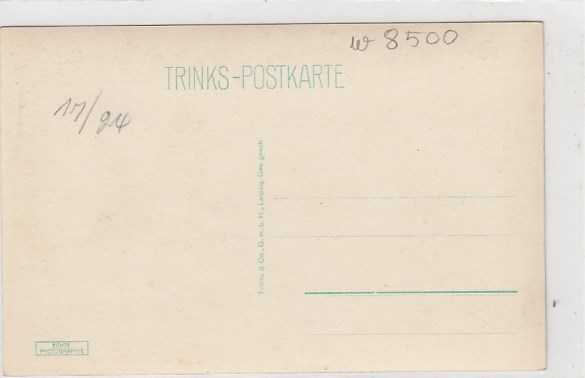 W 8500
TRINKS-POSTKARTE
17/94
Trinks & Co., G. m. b. H., Leipzig. Ges. gesch.
ECHTE
PHOTOGRAPHIE